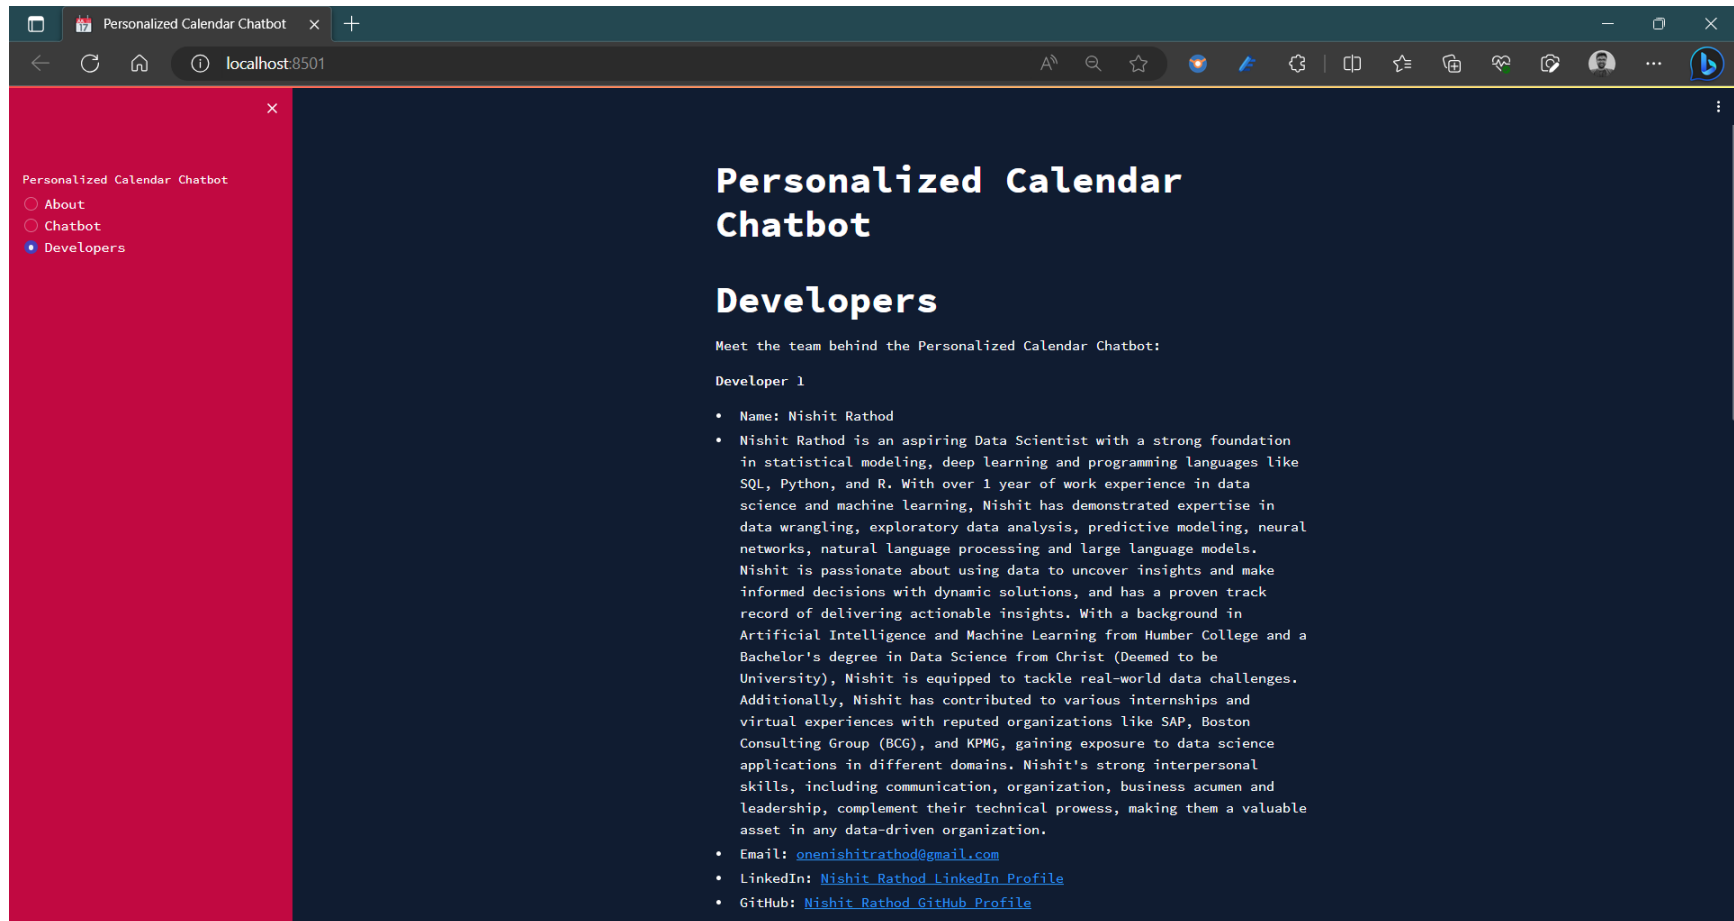 Personalized Calendar Chatbot
localhost:8501
Personalized Calendar Chatbot
About
Chatbot
Developers
Personalized Calendar
Chatbot
Developers
Meet the team behind the Personalized Calendar Chatbot:
Developer 1
• Name: Nishit Rathod
• Nishit Rathod is an aspiring Data Scientist with a strong foundation
in statistical modeling, deep learning and programming languages like
SQL, Python, and R. With over 1 year of work experience in data
science and machine learning, Nishit has demonstrated expertise in
data wrangling, exploratory data analysis, predictive modeling, neural
networks, natural language processing and large language models.
Nishit is passionate about using data to uncover insights and make
informed decisions with dynamic solutions, and has a proven track
record of delivering actionable insights. With a background in
Artificial Intelligence and Machine Learning from Humber College and a
Bachelor's degree in Data Science from Christ (Deemed to be
University), Nishit is equipped to tackle real-world data challenges.
Additionally, Nishit has contributed to various internships and
virtual experiences with reputed organizations like SAP, Boston
Consulting Group (BCG), and KPMG, gaining exposure to data science
applications in different domains. Nishit's strong interpersonal
skills, including communication, organization, business acumen and
leadership, complement their technical prowess, making them a valuable
asset in any data-driven organization.
• Email: onenishitrathod@gmail.com
• LinkedIn: Nishit Rathod LinkedIn Profile
• GitHub: Nishit Rathod GitHub Profile